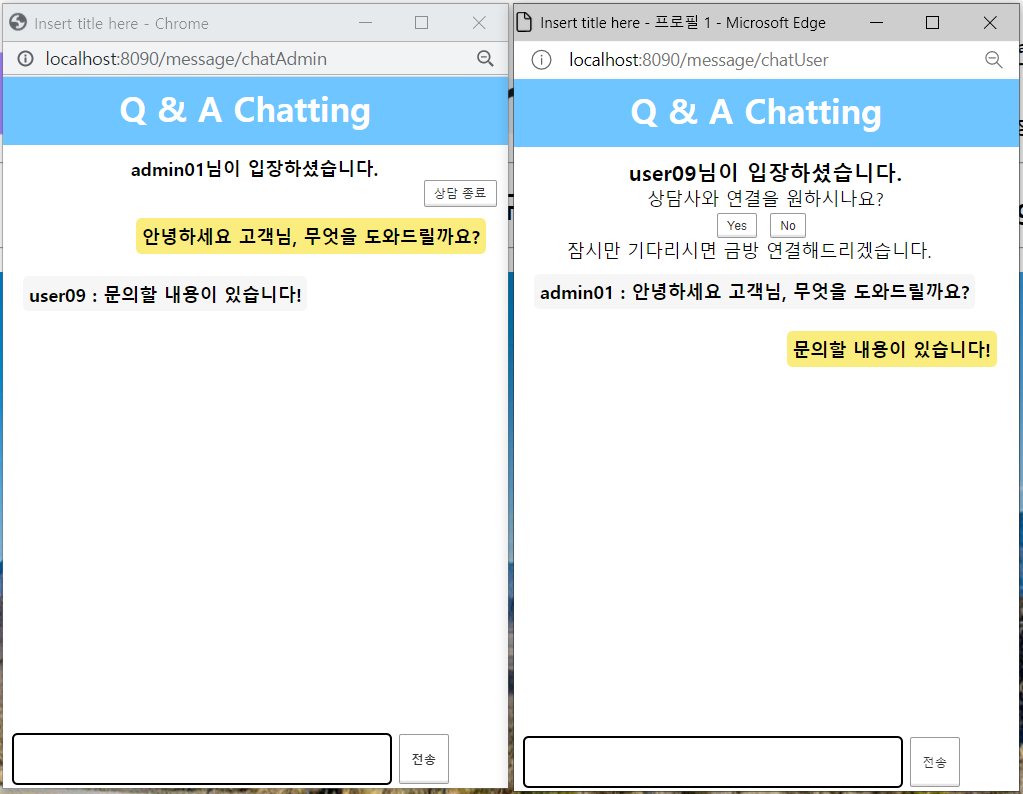 Insert title here - Chrome
localhost:8090/message/chatAdmin
Q & A Chatting
admin01님이 입장하셨습니다.
상담 종료
안녕하세요 고객님, 무엇을 도와드릴까요?
user09 : 문의할 내용이 있습니다!
전송
Insert title here - 프로필 1 - Microsoft Edge
localhost:8090/message/chatUser
Q & A Chatting
user09님이 입장하셨습니다.
상담사와 연결을 원하시나요?
Yes No
잠시만 기다리시면 금방 연결해드리겠습니다.
admin01 : 안녕하세요 고객님, 무엇을 도와드릴까요?
문의할 내용이 있습니다!
전송